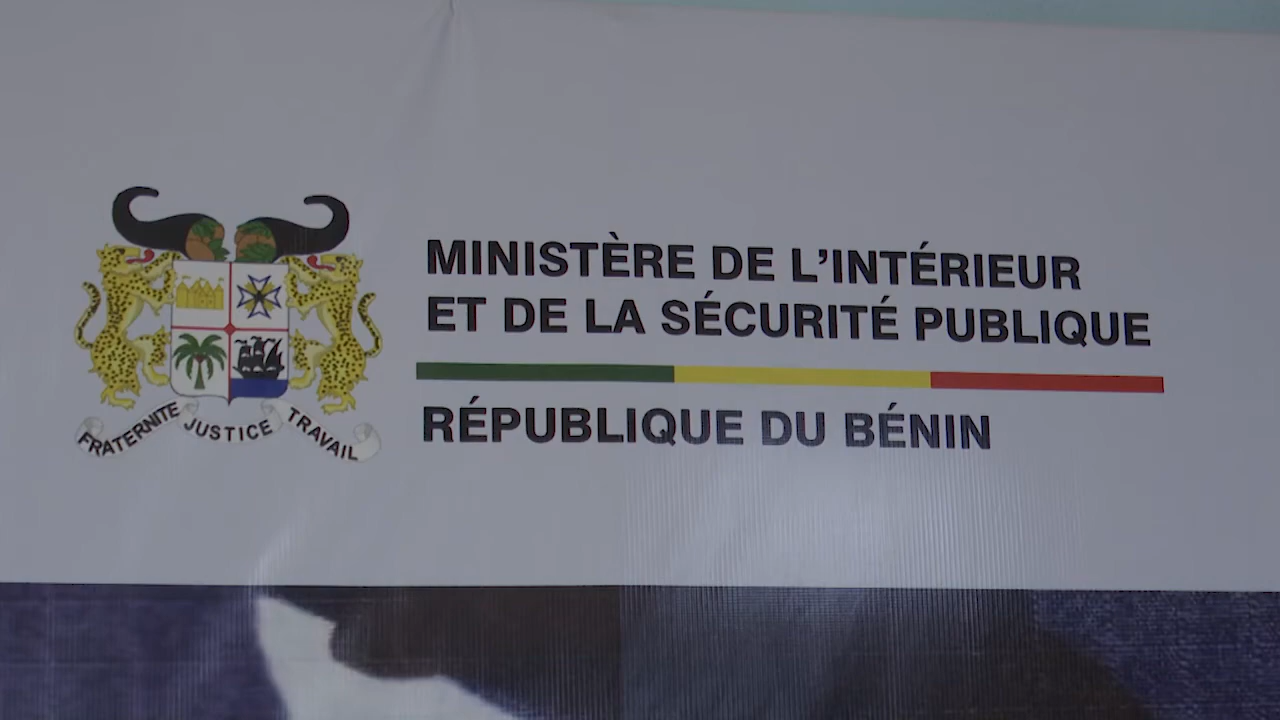 MINISTÈRE DE L'INTÉRIEUR
ET DE LA SÉCURITÉ PUBLIQUE
RÉPUBLIQUE DU BÉNIN
FRATERNITE JUSTICE TRAVAIL